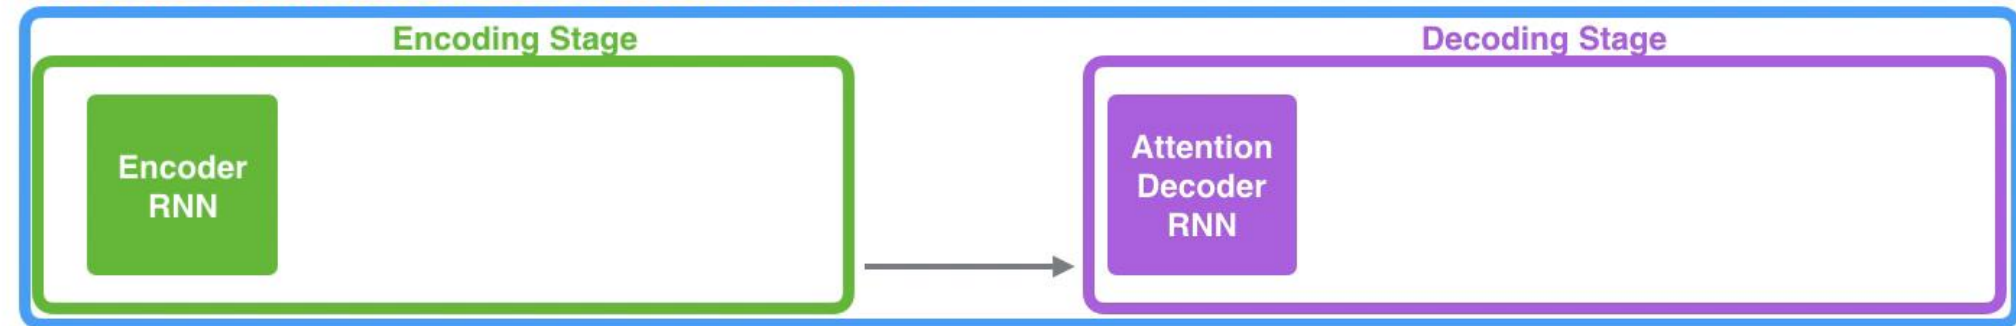 Encoding Stage
Decoding Stage
Encoder
RNN
Attention
Decoder
RNN